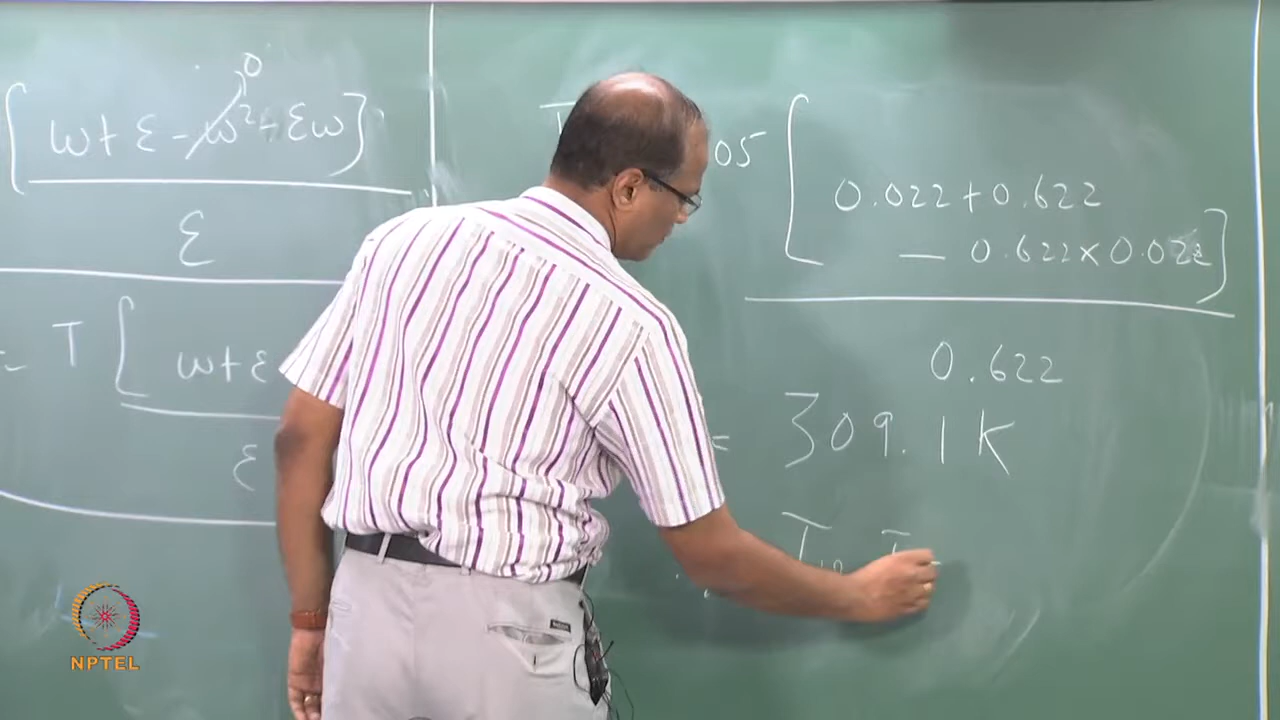 0
[ω + ε - ω² + εω]
ε
= T [ω + ε
ε
T
05 [0.022 + 0.622
- 0.622 × 0.022]
0.622
= 309.1 K
NPTEL